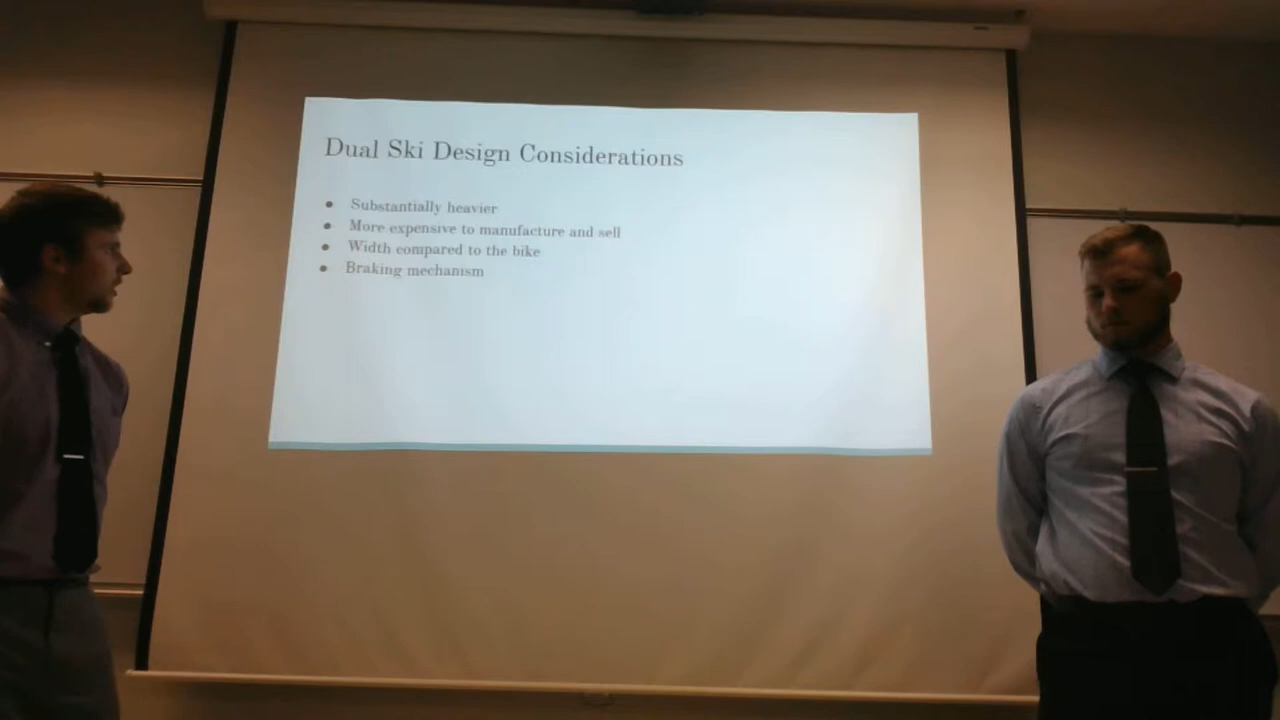 Dual Ski Design Considerations
● Substantially heavier
● More expensive to manufacture and sell
● Width compared to the bike
● Braking mechanism